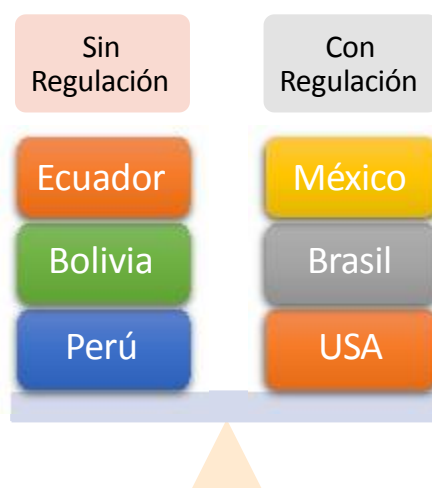 Sin
Regulación
Con
Regulación
Ecuador
México
Bolivia
Brasil
Perú
USA